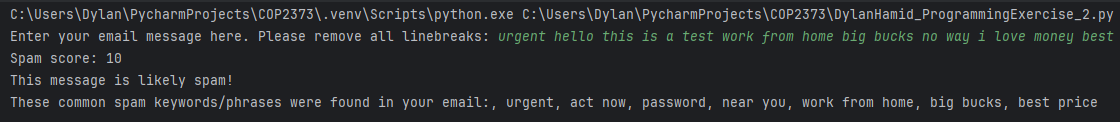 C:\Users\Dylan\PycharmProjects\COP2373\.venv\Scripts\python.exe C:\Users\Dylan\PycharmProjects\COP2373\DylanHamid_ProgrammingExercise_2.py
Enter your email message here. Please remove all linebreaks: urgent hello this is a test work from home big bucks no way i love money best
Spam score: 10
This message is likely spam!
These common spam keywords/phrases were found in your email:, urgent, act now, password, near you, work from home, big bucks, best price